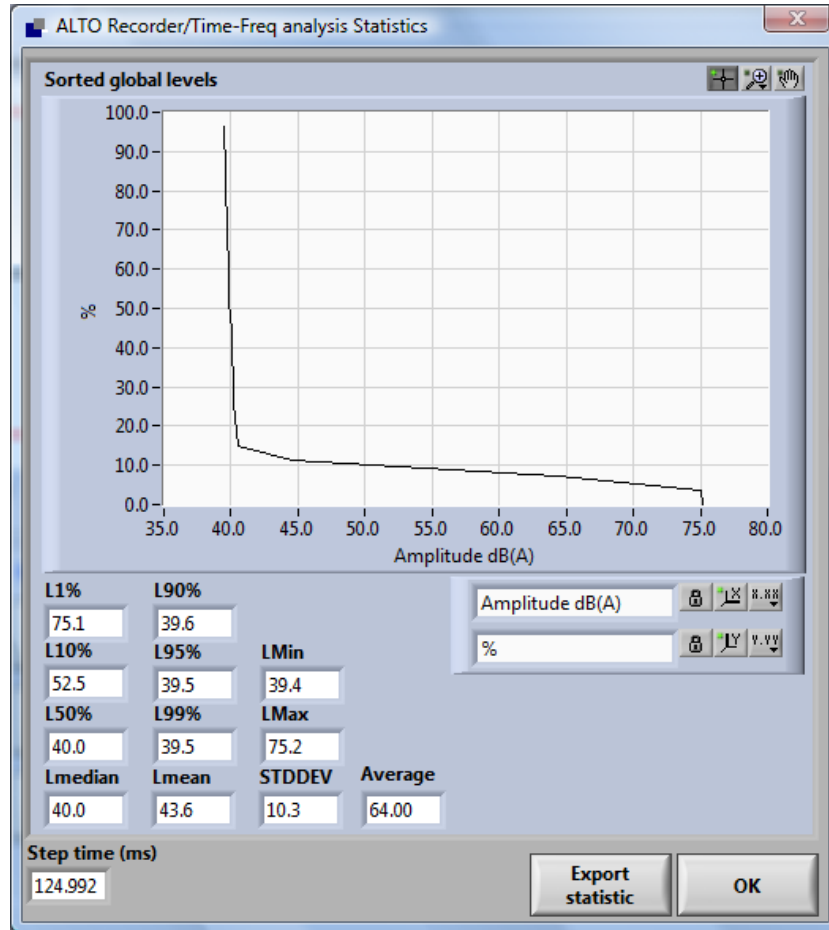 ALTO Recorder/Time-Freq analysis Statistics
Sorted global levels
100.0
90.0
80.0
70.0
60.0
50.0
40.0
30.0
20.0
10.0
0.0
%
35.0 40.0 45.0 50.0 55.0 60.0 65.0 70.0 75.0 80.0
Amplitude dB(A)
L1% L90%
75.1 39.6
L10% L95% LMin
52.5 39.5 39.4
L50% L99% LMax
40.0 39.5 75.2
Lmedian Lmean STDDEV Average
40.0 43.6 10.3 64.00
Amplitude dB(A) X X.XX
% Y Y.YY
Step time (ms)
124.992
Export
statistic
OK